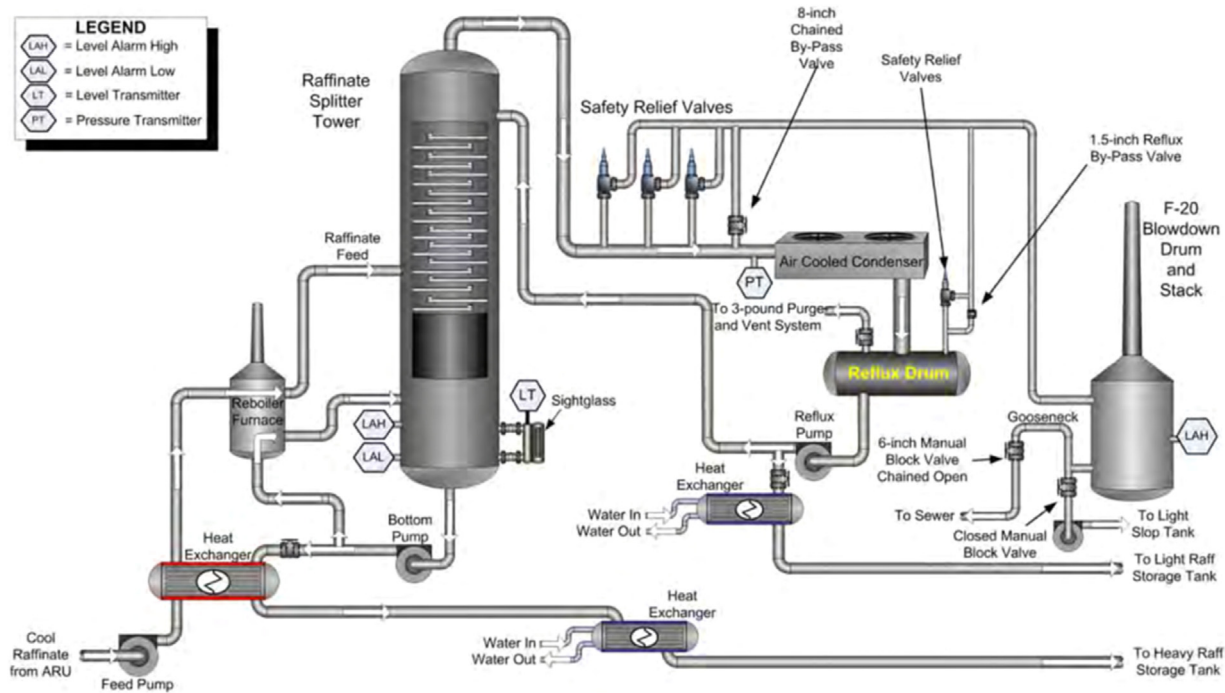 LEGEND
LAH = Level Alarm High
LAL = Level Alarm Low
LT = Level Transmitter
PT = Pressure Transmitter
Raffinate
Splitter
Tower
8-inch
Chained
By-Pass
Valve
Safety Relief
Valves
Safety Relief Valves
1.5-inch Reflux
By-Pass Valve
F-20
Blowdown
Drum
and
Stack
Raffinate
Feed
Air Cooled Condenser
PT
To 3-pound Purge
and Vent System
Reflux Drum
Reboiler
Furnace
LT
Sightglass
LAH
LAL
Reflux
Pump
Gooseneck
6-inch Manual
Block Valve
Chained Open
LAH
Heat
Exchanger
Water In
Water Out
To Sewer
Closed Manual
Block Valve
To Light
Slop Tank
Bottom
Pump
Heat
Exchanger
To Light Raff
Storage Tank
Heat
Exchanger
Water In
Water Out
Cool
Raffinate
from ARU
Feed Pump
To Heavy Raff
Storage Tank